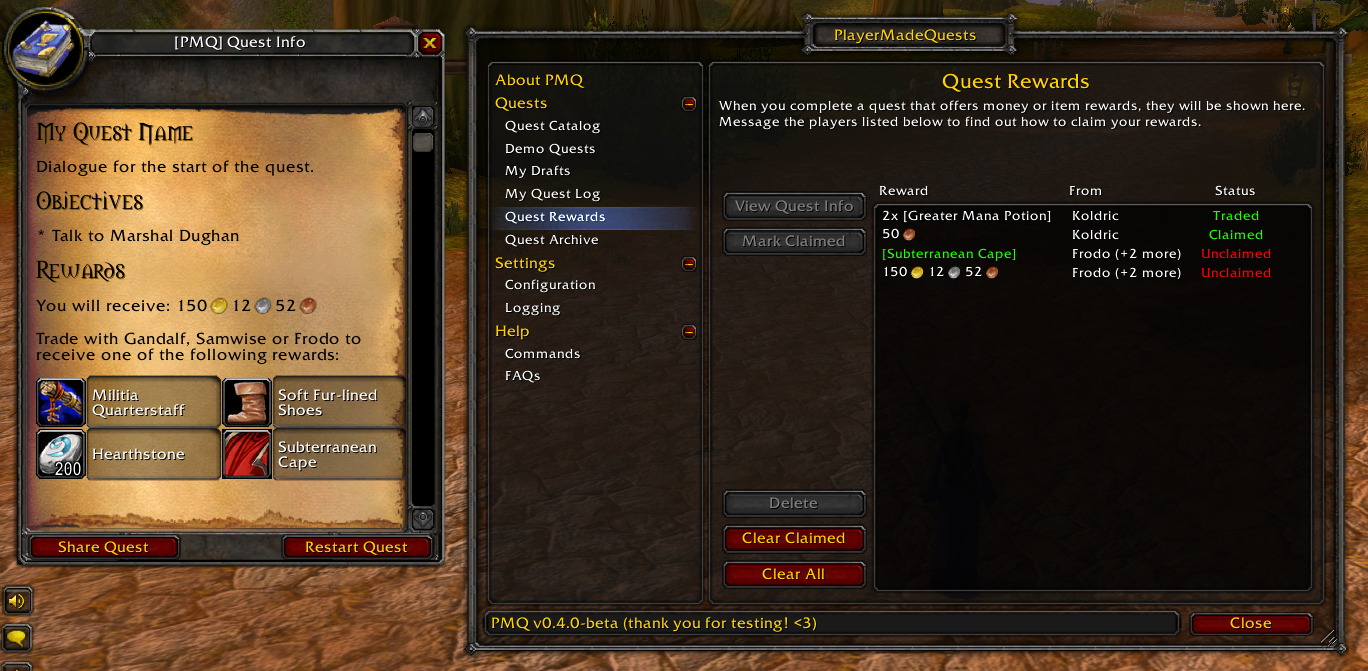 [PMQ] Quest Info
My Quest Name
Dialogue for the start of the quest.
Objectives
* Talk to Marshal Dughan
Rewards
You will receive: 150 12 52
Trade with Gandalf, Samwise or Frodo to
receive one of the following rewards:
Militia
Quarterstaff
Soft Fur-lined
Shoes
200
Hearthstone
Subterranean
Cape
Share Quest
Restart Quest
PlayerMadeQuests
About PMQ
Quests
Quest Catalog
Demo Quests
My Drafts
My Quest Log
Quest Rewards
Quest Archive
Settings
Configuration
Logging
Help
Commands
FAQs
Quest Rewards
When you complete a quest that offers money or item rewards, they will be shown here.
Message the players listed below to find out how to claim your rewards.
View Quest Info
Mark Claimed
Delete
Clear Claimed
Clear All
Reward From Status
2x [Greater Mana Potion] Koldric Traded
50 Koldric Claimed
[Subterranean Cape] Frodo (+2 more) Unclaimed
150 12 52 Frodo (+2 more) Unclaimed
PMQ v0.4.0-beta (thank you for testing! <3)
Close